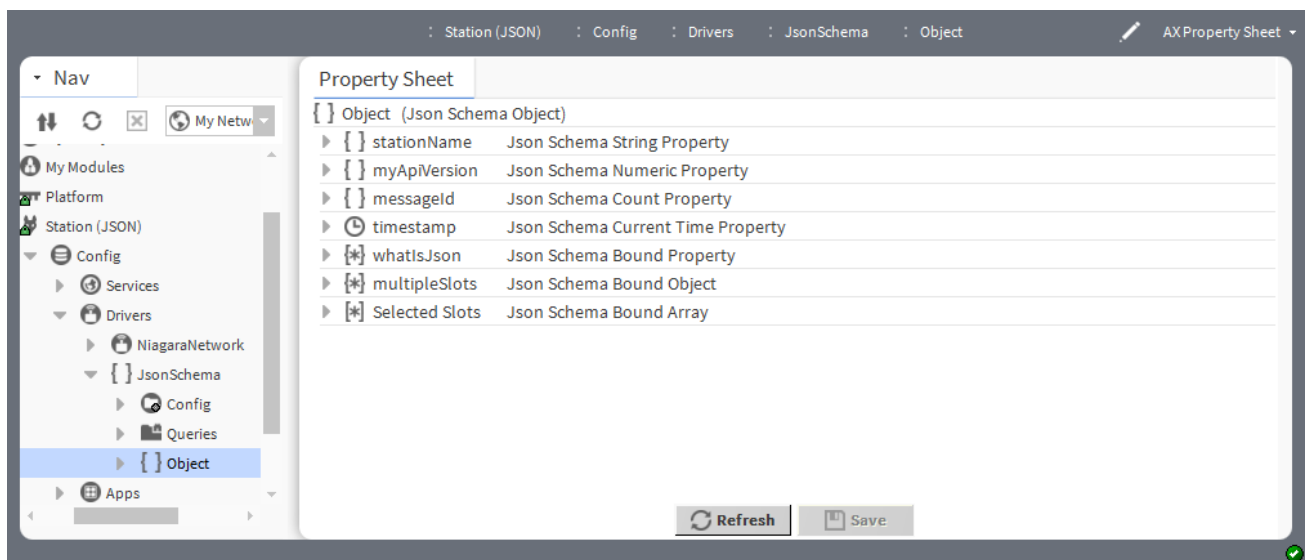 : Station (JSON) : Config : Drivers : JsonSchema : Object AX Property Sheet
Nav
My Netw
My Modules
Platform
Station (JSON)
Config
Services
Drivers
NiagaraNetwork
{ } JsonSchema
Config
Queries
{ } Object
Apps
Property Sheet
{ } Object (Json Schema Object)
{ } stationName Json Schema String Property
{ } myApiVersion Json Schema Numeric Property
{ } messageId Json Schema Count Property
timestamp Json Schema Current Time Property
{*} whatIsJson Json Schema Bound Property
{*} multipleSlots Json Schema Bound Object
[*] Selected Slots Json Schema Bound Array
Refresh Save